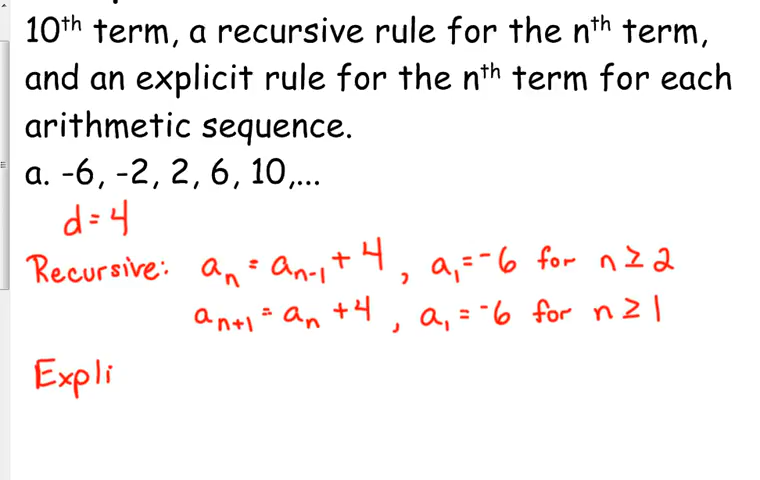 10ᵗʰ term, a recursive rule for the nᵗʰ term,
and an explicit rule for the nᵗʰ term for each
arithmetic sequence.
a. -6, -2, 2, 6, 10,...
d = 4
Recursive: aₙ = aₙ₋₁ + 4, a₁ = -6 for n ≥ 2
aₙ₊₁ = aₙ + 4, a₁ = -6 for n ≥ 1
Expli